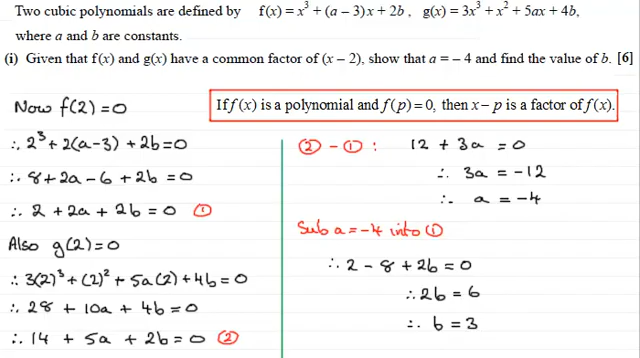 Two cubic polynomials are defined by f(x) = x³ + (a − 3)x + 2b , g(x) = 3x³ + x² + 5ax + 4b,
where a and b are constants.
(i) Given that f(x) and g(x) have a common factor of (x − 2), show that a = − 4 and find the value of b. [6]
Now f(2) = 0
If f(x) is a polynomial and f(p) = 0, then x − p is a factor of f(x).
∴ 2³ + 2(a−3) + 2b = 0
∴ 8 + 2a − 6 + 2b = 0
∴ 2 + 2a + 2b = 0 ①
Also g(2) = 0
∴ 3(2)³ + (2)² + 5a(2) + 4b = 0
∴ 28 + 10a + 4b = 0
∴ 14 + 5a + 2b = 0 ②
② − ① : 12 + 3a = 0
∴ 3a = −12
∴ a = −4
Sub a = −4 into ①
∴ 2 − 8 + 2b = 0
∴ 2b = 6
∴ b = 3